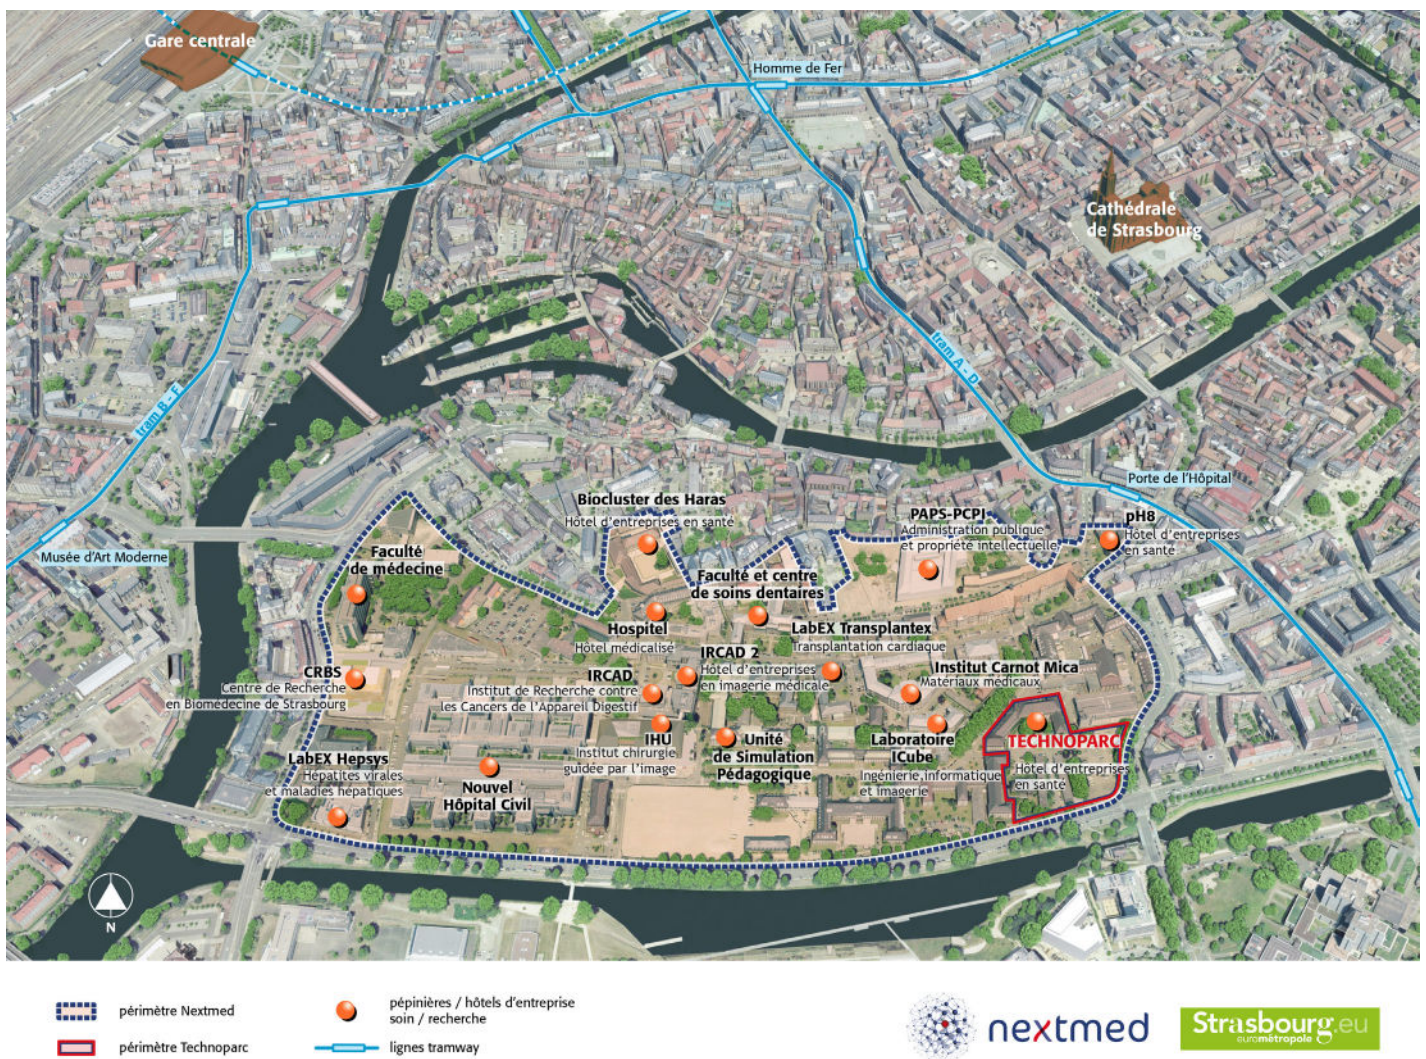 Gare centrale
Homme de Fer
Cathédrale
de Strasbourg
tram B - F
tram A - D
Porte de l'Hôpital
Musée d'Art Moderne
Biocluster des Haras
Hôtel d'entreprises en santé
PAPS-PCPI
Administration publique
et propriété intellectuelle
pH8
Hôtel d'entreprises
en santé
Faculté
de médecine
Faculté et centre
de soins dentaires
Hospitel
Hôtel médicalisé
LabEX Transplantex
Transplantation cardiaque
CRBS
Centre de Recherche
en Biomedecine de Strasbourg
IRCAD
Institut de Recherche contre
les Cancers de l'Appareil Digestif
IRCAD 2
Hôtel d'entreprises
en imagerie médicale
Institut Carnot Mica
Matériaux médicaux
IHU
Institut chirurgie
guidée par l'image
Unité
de Simulation
Pédagogique
Laboratoire
ICube
Ingénierie,informatique
et imagerie
TECHNOPARC
Hôtel d'entreprises
en santé
LabEX Hepsys
Hépatites virales
et maladies hépatiques
Nouvel
Hôpital Civil
N
périmètre Nextmed
périmètre Technoparc
pépinières / hôtels d'entreprise
soin / recherche
lignes tramway
nextmed
Strasbourg.eu
eurométropole